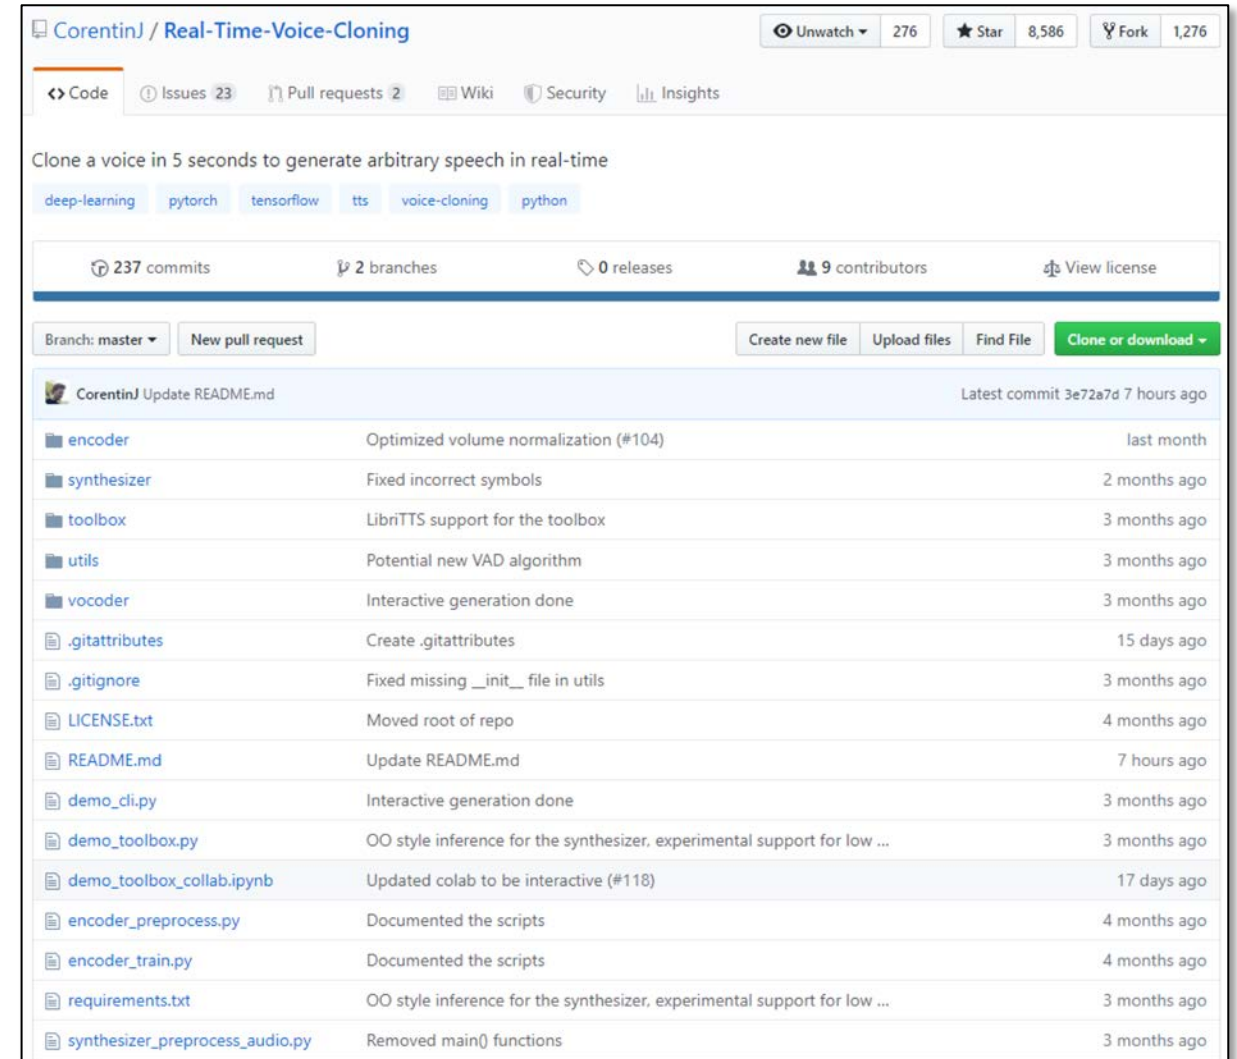 CorentinJ / Real-Time-Voice-Cloning Unwatch 276 Star 8,586 Fork 1,276
Code Issues 23 Pull requests 2 Wiki Security Insights
Clone a voice in 5 seconds to generate arbitrary speech in real-time
deep-learning pytorch tensorflow tts voice-cloning python
237 commits 2 branches 0 releases 9 contributors View license
Branch: master New pull request Create new file Upload files Find File Clone or download
CorentinJ Update README.md Latest commit 3e72a7d 7 hours ago
encoder Optimized volume normalization (#104) last month
synthesizer Fixed incorrect symbols 2 months ago
toolbox LibriTTS support for the toolbox 3 months ago
utils Potential new VAD algorithm 3 months ago
vocoder Interactive generation done 3 months ago
.gitattributes Create .gitattributes 15 days ago
.gitignore Fixed missing __init__ file in utils 3 months ago
LICENSE.txt Moved root of repo 4 months ago
README.md Update README.md 7 hours ago
demo_cli.py Interactive generation done 3 months ago
demo_toolbox.py OO style inference for the synthesizer, experimental support for low ... 3 months ago
demo_toolbox_collab.ipynb Updated colab to be interactive (#118) 17 days ago
encoder_preprocess.py Documented the scripts 4 months ago
encoder_train.py Documented the scripts 4 months ago
requirements.txt OO style inference for the synthesizer, experimental support for low ... 3 months ago
synthesizer_preprocess_audio.py Removed main() functions 3 months ago